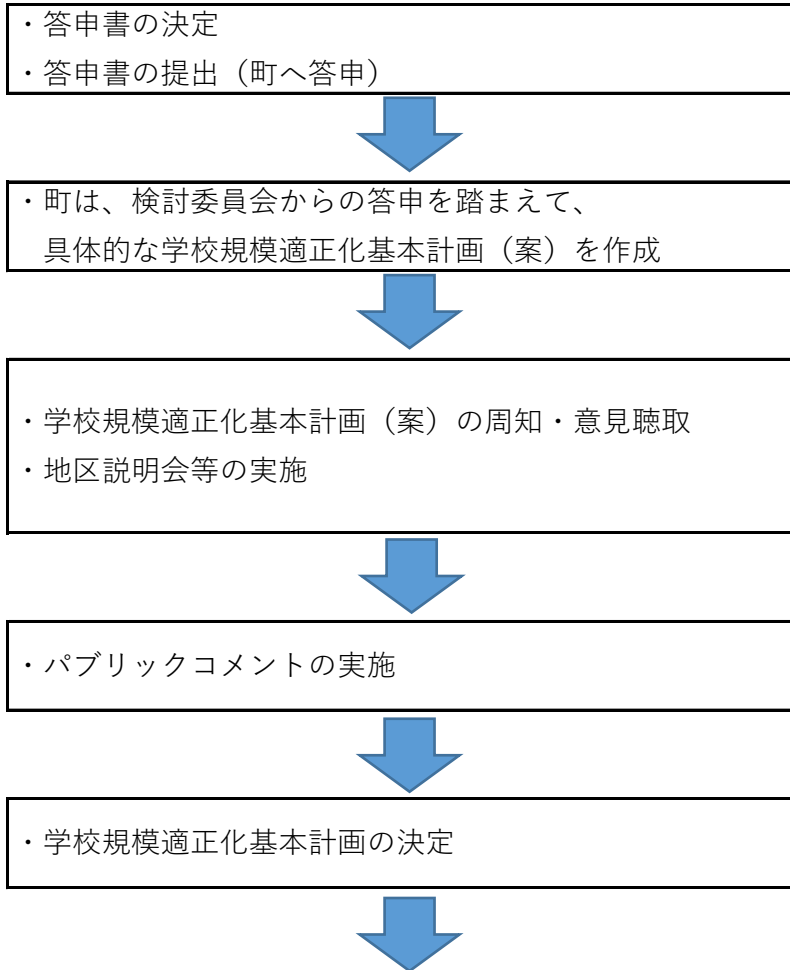 ・答申書の決定
・答申書の提出（町へ答申）
・町は、検討委員会からの答申を踏まえて、
具体的な学校規模適正化基本計画（案）を作成
・学校規模適正化基本計画（案）の周知・意見聴取
・地区説明会等の実施
・パブリックコメントの実施
・学校規模適正化基本計画の決定